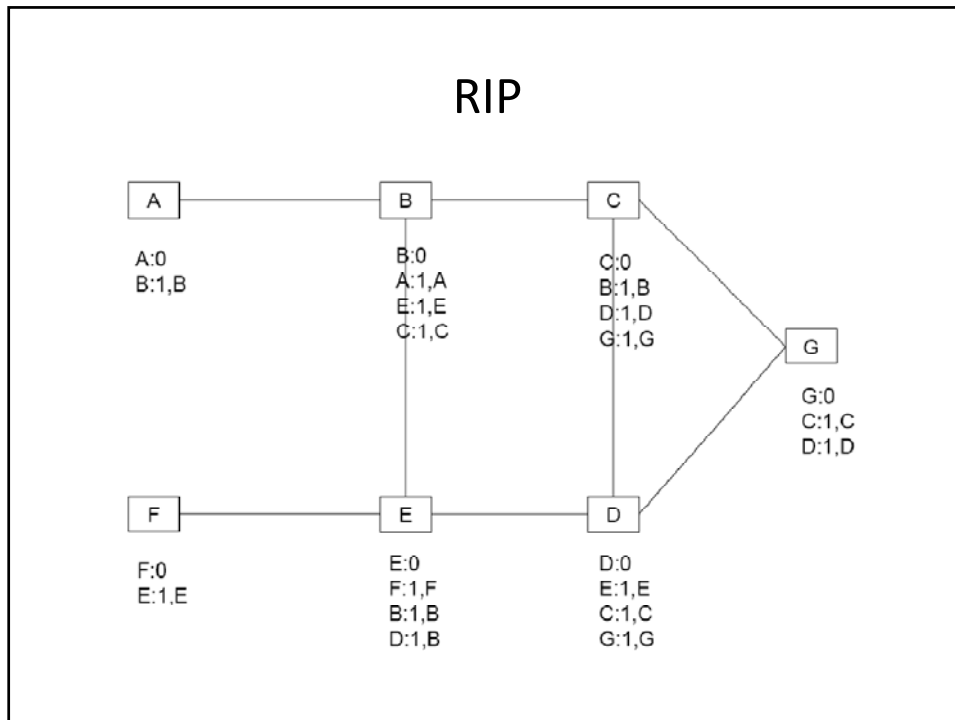 RIP
A
B
C
A:0
B:1,B
B:0
A:1,A
E:1,E
C:1,C
C:0
B:1,B
D:1,D
G:1,G
G
G:0
C:1,C
D:1,D
F
E
D
F:0
E:1,E
E:0
F:1,F
B:1,B
D:1,B
D:0
E:1,E
C:1,C
G:1,G